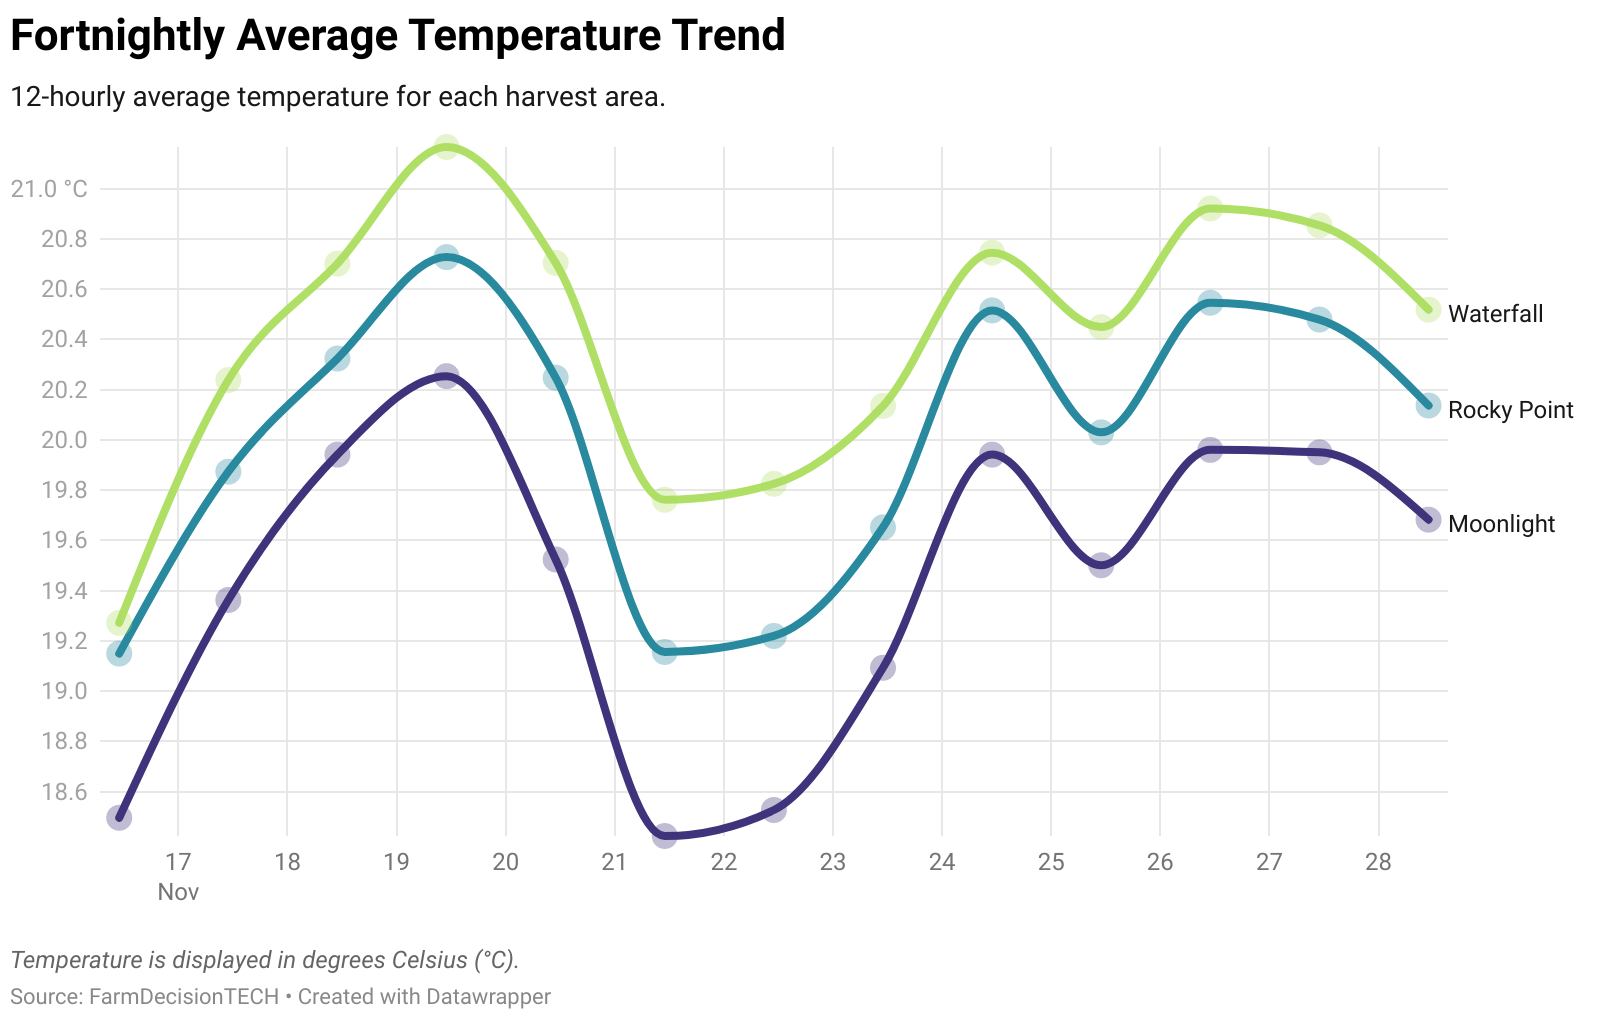 Fortnightly Average Temperature Trend
12-hourly average temperature for each harvest area.
21.0 °C
20.8
20.6
20.4
20.2
20.0
19.8
19.6
19.4
19.2
19.0
18.8
18.6
Waterfall
Rocky Point
Moonlight
17 18 19 20 21 22 23 24 25 26 27 28
Nov
Temperature is displayed in degrees Celsius (°C).
Source: FarmDecisionTECH • Created with Datawrapper